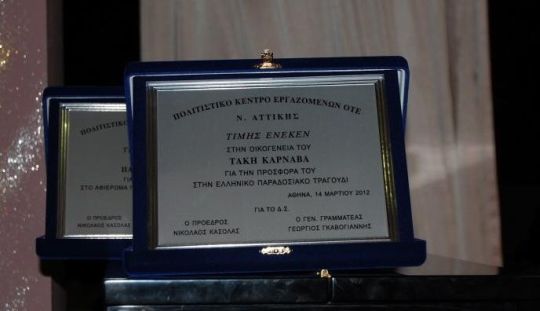 ΠΟΛΙΤΙΣΤΙΚΟ ΚΕΝΤΡΟ ΕΡΓΑΖΟΜΕΝΩΝ ΟΤΕ
Ν. ΑΤΤΙΚΗΣ
ΤΙΜΗΣ ΕΝΕΚΕΝ
ΣΤΗΝ ΟΙΚΟΓΕΝΕΙΑ ΤΟΥ
ΤΑΚΗ ΚΑΡΝΑΒΑ
ΓΙΑ ΤΗΝ ΠΡΟΣΦΟΡΑ ΤΟΥ
ΣΤΗΝ ΕΛΛΗΝΙΚΟ ΠΑΡΑΔΟΣΙΑΚΟ ΤΡΑΓΟΥΔΙ
ΑΘΗΝΑ, 14 ΜΑΡΤΙΟΥ 2012
ΓΙΑ ΤΟ Δ.Σ.
Ο ΠΡΟΕΔΡΟΣ Ο ΓΕΝ. ΓΡΑΜΜΑΤΕΑΣ
ΝΙΚΟΛΑΟΣ ΚΑΣΟΛΑΣ ΓΕΩΡΓΙΟΣ ΓΚΑΒΟΓΙΑΝΝΗΣ
ΠΟΛΙΤΙΣΤΙΚΟ
ΣΤΟ ΑΦΙΕΡΩΜΑ
Ο ΠΡΟΕΔΡΟΣ
ΝΙΚΟΛΑΟΣ ΚΑΣΟΛΑΣ